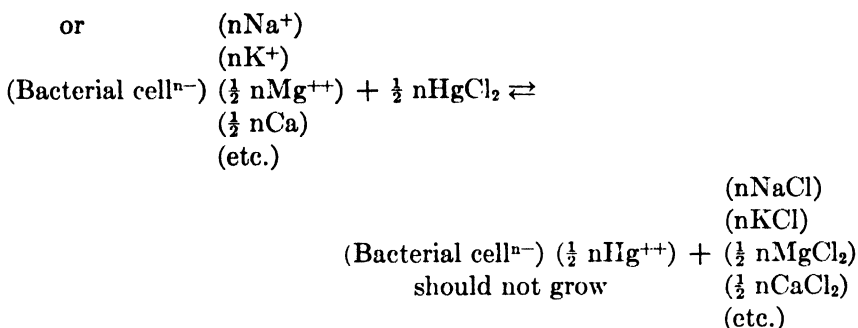 or (nNa⁺)
(nK⁺)
(Bacterial cellⁿ⁻) (½ nMg⁺⁺) + ½ nHgCl₂ ⇄
(½ nCa)
(etc.)
(nNaCl)
(nKCl)
(Bacterial cellⁿ⁻) (½ nHg⁺⁺) + (½ nMgCl₂)
should not grow (½ nCaCl₂)
(etc.)